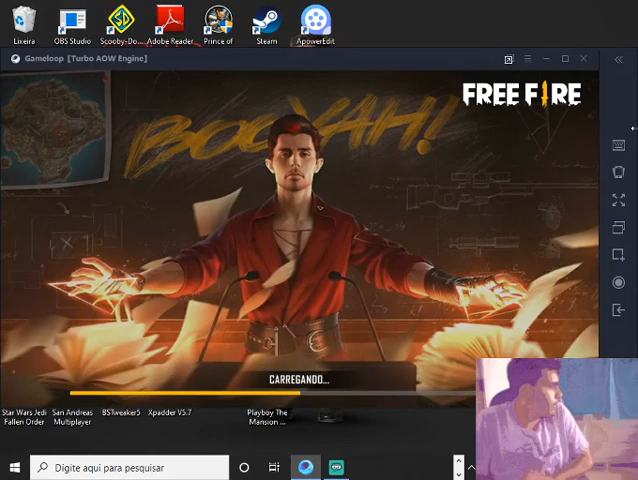 Lixeira
OBS Studio
Scooby-Do...
Adobe Reader
Prince of
Steam
ApowerEdit
Gameloop [Turbo AOW Engine]
FREE FIRE
BOOYAH!
CARREGANDO...
Star Wars Jedi
Fallen Order
San Andreas
Multiplayer
BSTweaker5
Xpadder V5.7
Playboy The
Mansion ...
Digite aqui para pesquisar